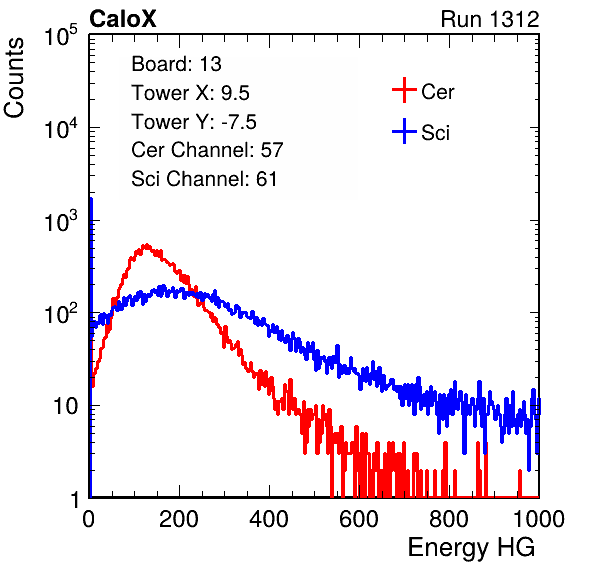 CaloX Run 1312
Counts
Board: 13
Tower X: 9.5
Tower Y: -7.5
Cer Channel: 57
Sci Channel: 61
Cer
Sci
10^5
10^4
10^3
10^2
10
1
0 200 400 600 800 1000
Energy HG